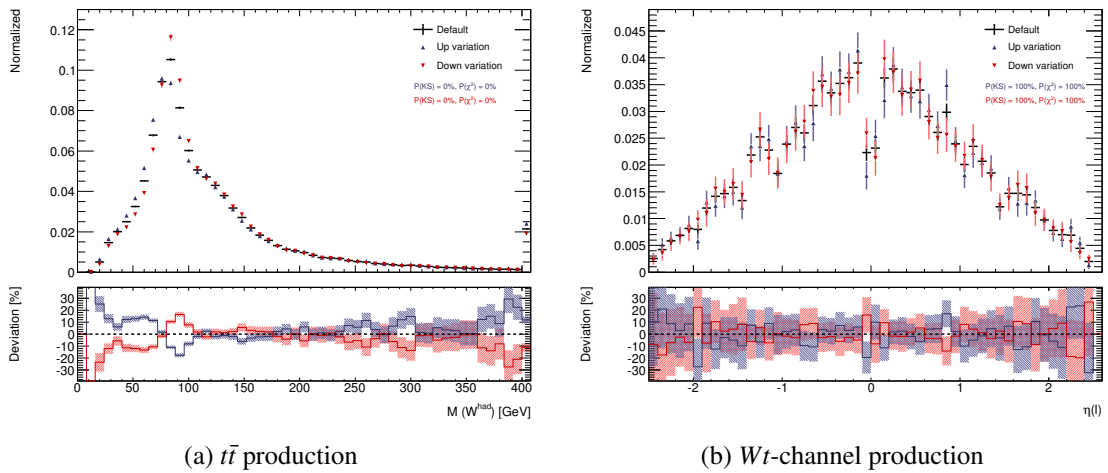 Normalized
0.12
0.1
0.08
0.06
0.04
0.02
0
Default
Up variation
Down variation
P(KS) = 0%, P(χ²) = 0%
P(KS) = 0%, P(χ²) = 0%
Deviation [%]
30
20
10
0
-10
-20
-30
0 50 100 150 200 250 300 350 400
M (W^had) [GeV]
(a) tt̄ production
Normalized
0.045
0.04
0.035
0.03
0.025
0.02
0.015
0.01
0.005
0
Default
Up variation
Down variation
P(KS) = 100%, P(χ²) = 100%
P(KS) = 100%, P(χ²) = 100%
Deviation [%]
30
20
10
0
-10
-20
-30
-2 -1 0 1 2
η(l)
(b) Wt-channel production